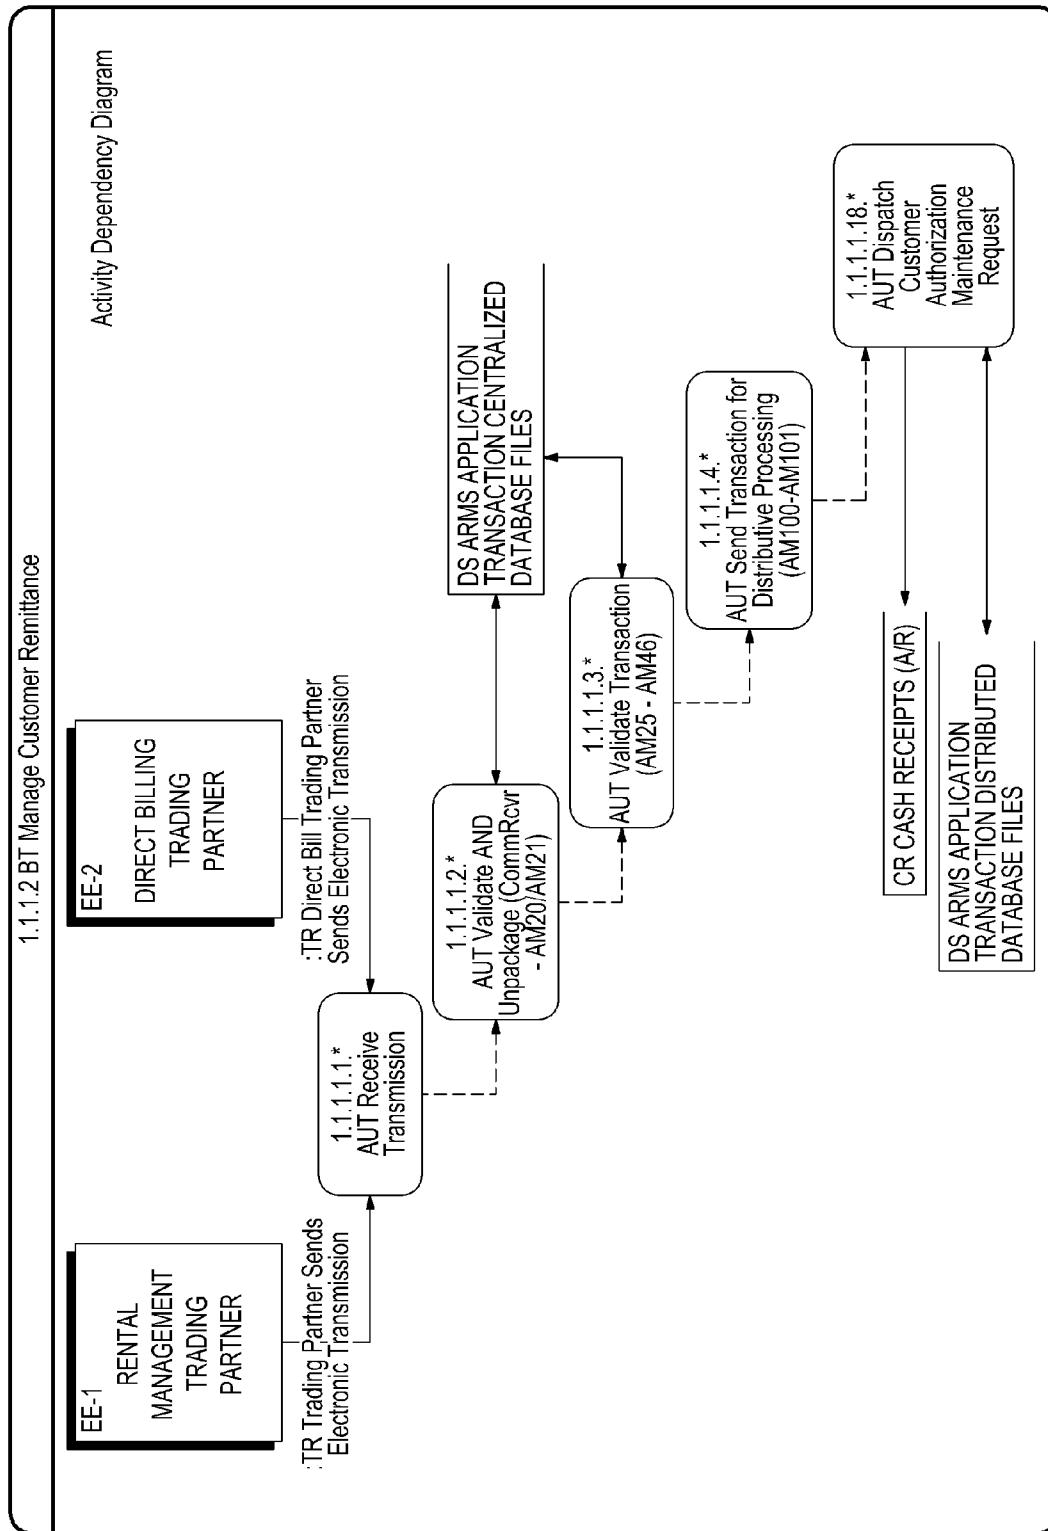 1.1.1.2 BT Manage Customer Remittance
Activity Dependency Diagram
EE-1
RENTAL
MANAGEMENT
TRADING
PARTNER
EE-2
DIRECT BILLING
TRADING
PARTNER
:TR Trading Partner Sends
Electronic Transmission
:TR Direct Bill Trading Partner
Sends Electronic Transmission
1.1.1.1.1.*
AUT Receive
Transmission
1.1.1.1.2.*
AUT Validate AND
Unpackage (CommRcvr
- AM20/AM21)
DS ARMS APPLICATION
TRANSACTION CENTRALIZED
DATABASE FILES
1.1.1.1.3.*
AUT Validate Transaction
(AM25 - AM46)
1.1.1.1.4.*
AUT Send Transaction for
Distributive Processing
(AM100-AM101)
1.1.1.1.18.*
AUT Dispatch
Customer
Authorization
Maintenance
Request
CR CASH RECEIPTS (A/R)
DS ARMS APPLICATION
TRANSACTION DISTRIBUTED
DATABASE FILES